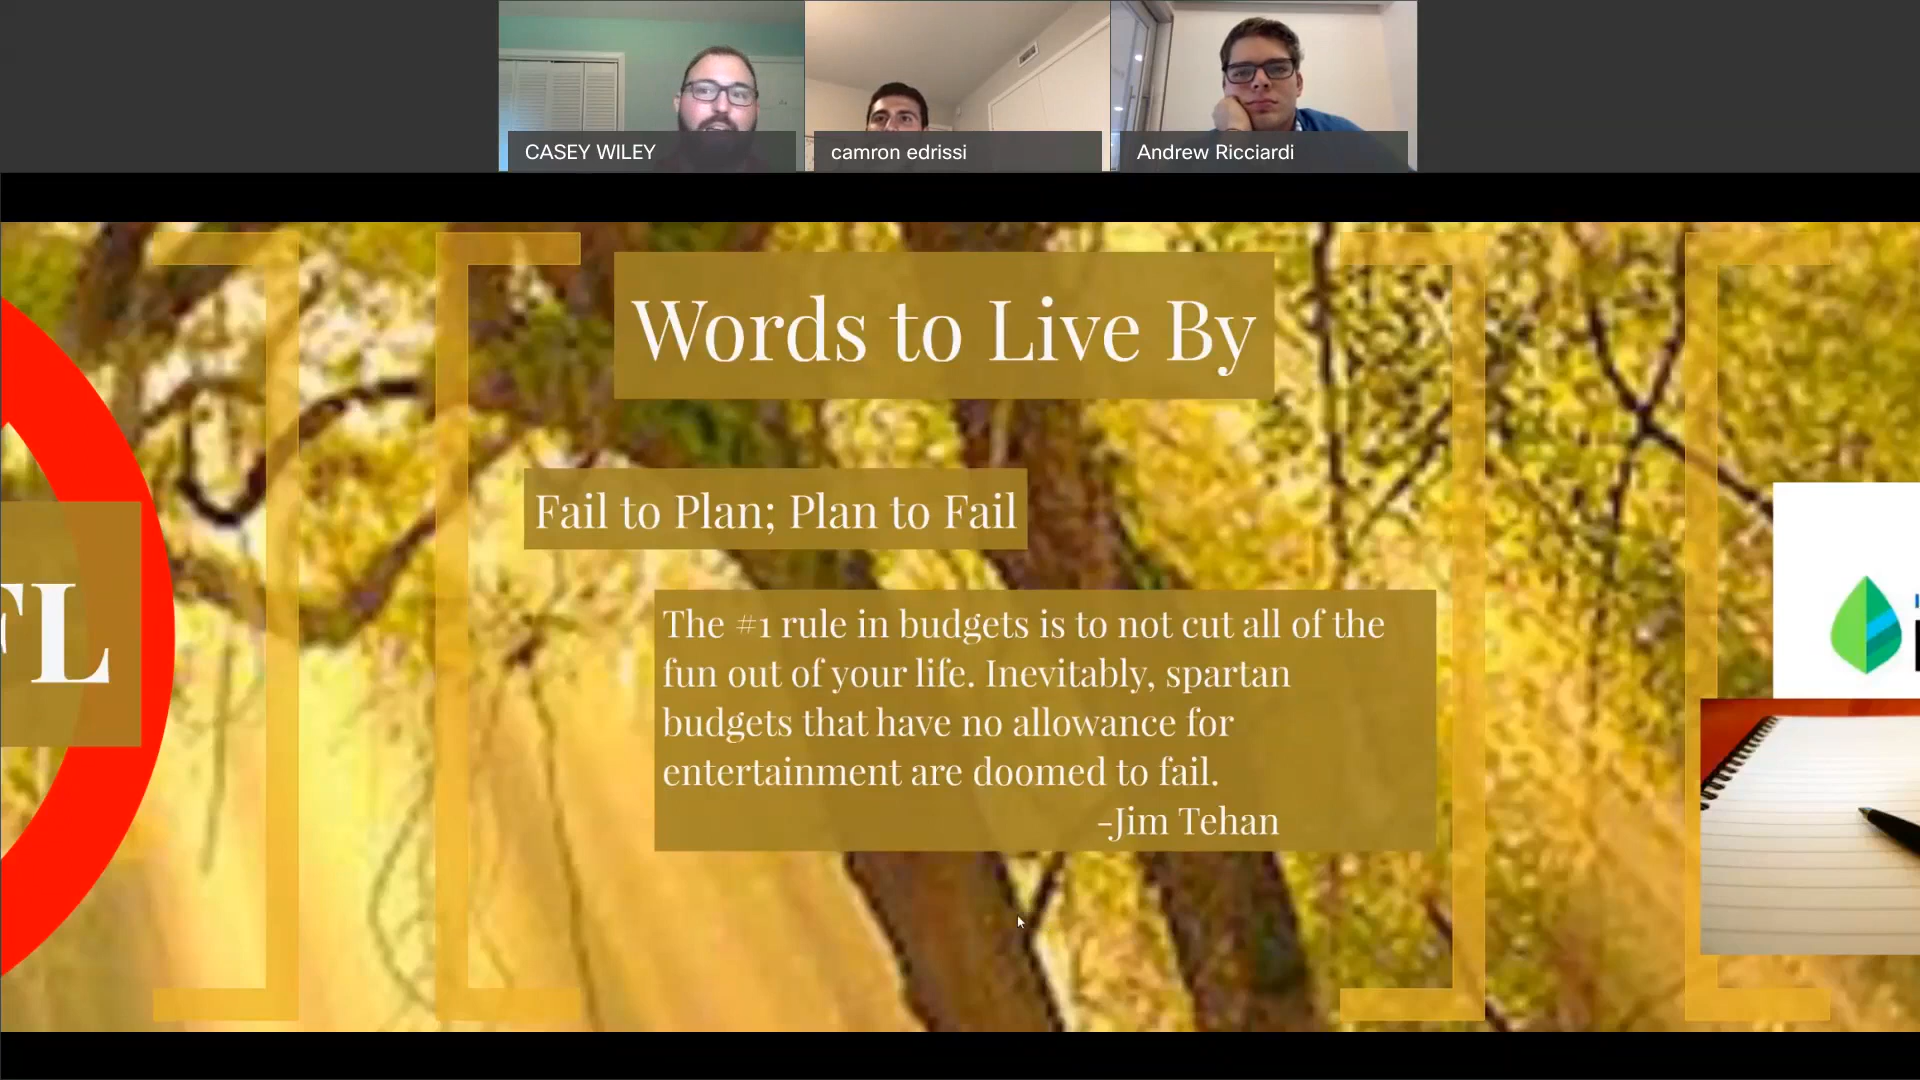 CASEY WILEY
camron edrissi
Andrew Ricciardi
Words to Live By
Fail to Plan; Plan to Fail
The #1 rule in budgets is to not cut all of the
fun out of your life. Inevitably, spartan
budgets that have no allowance for
entertainment are doomed to fail.
-Jim Tehan
FL